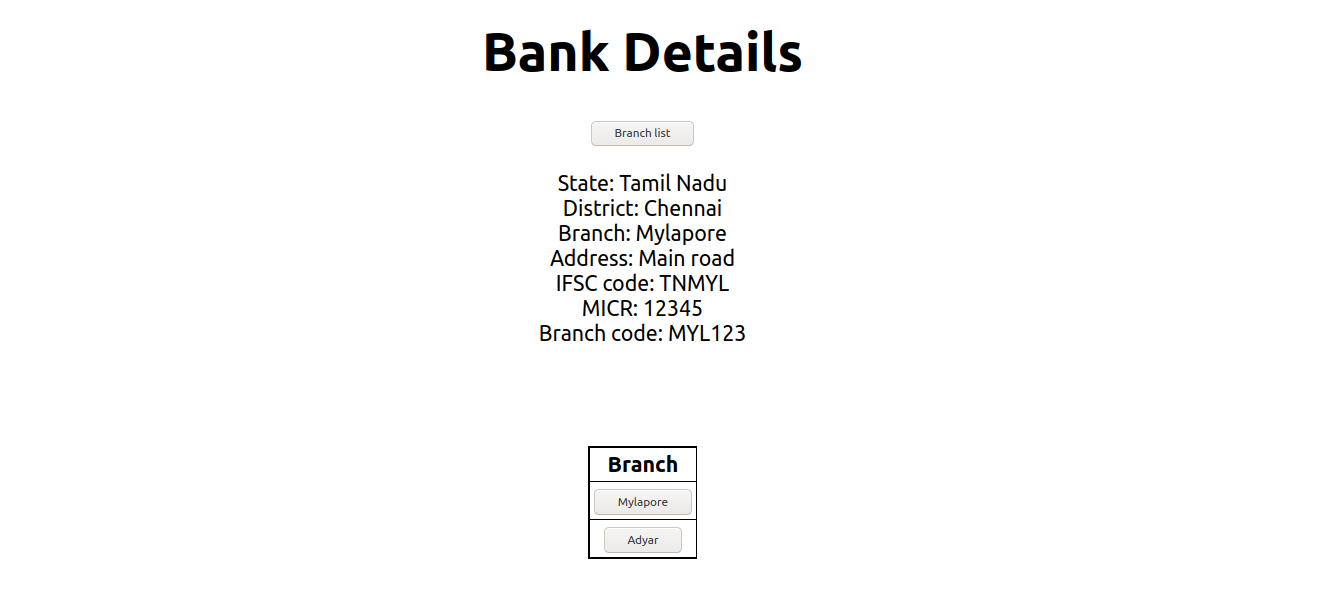 Bank Details
Branch list
State: Tamil Nadu
District: Chennai
Branch: Mylapore
Address: Main road
IFSC code: TNMYL
MICR: 12345
Branch code: MYL123
Branch
Mylapore
Adyar